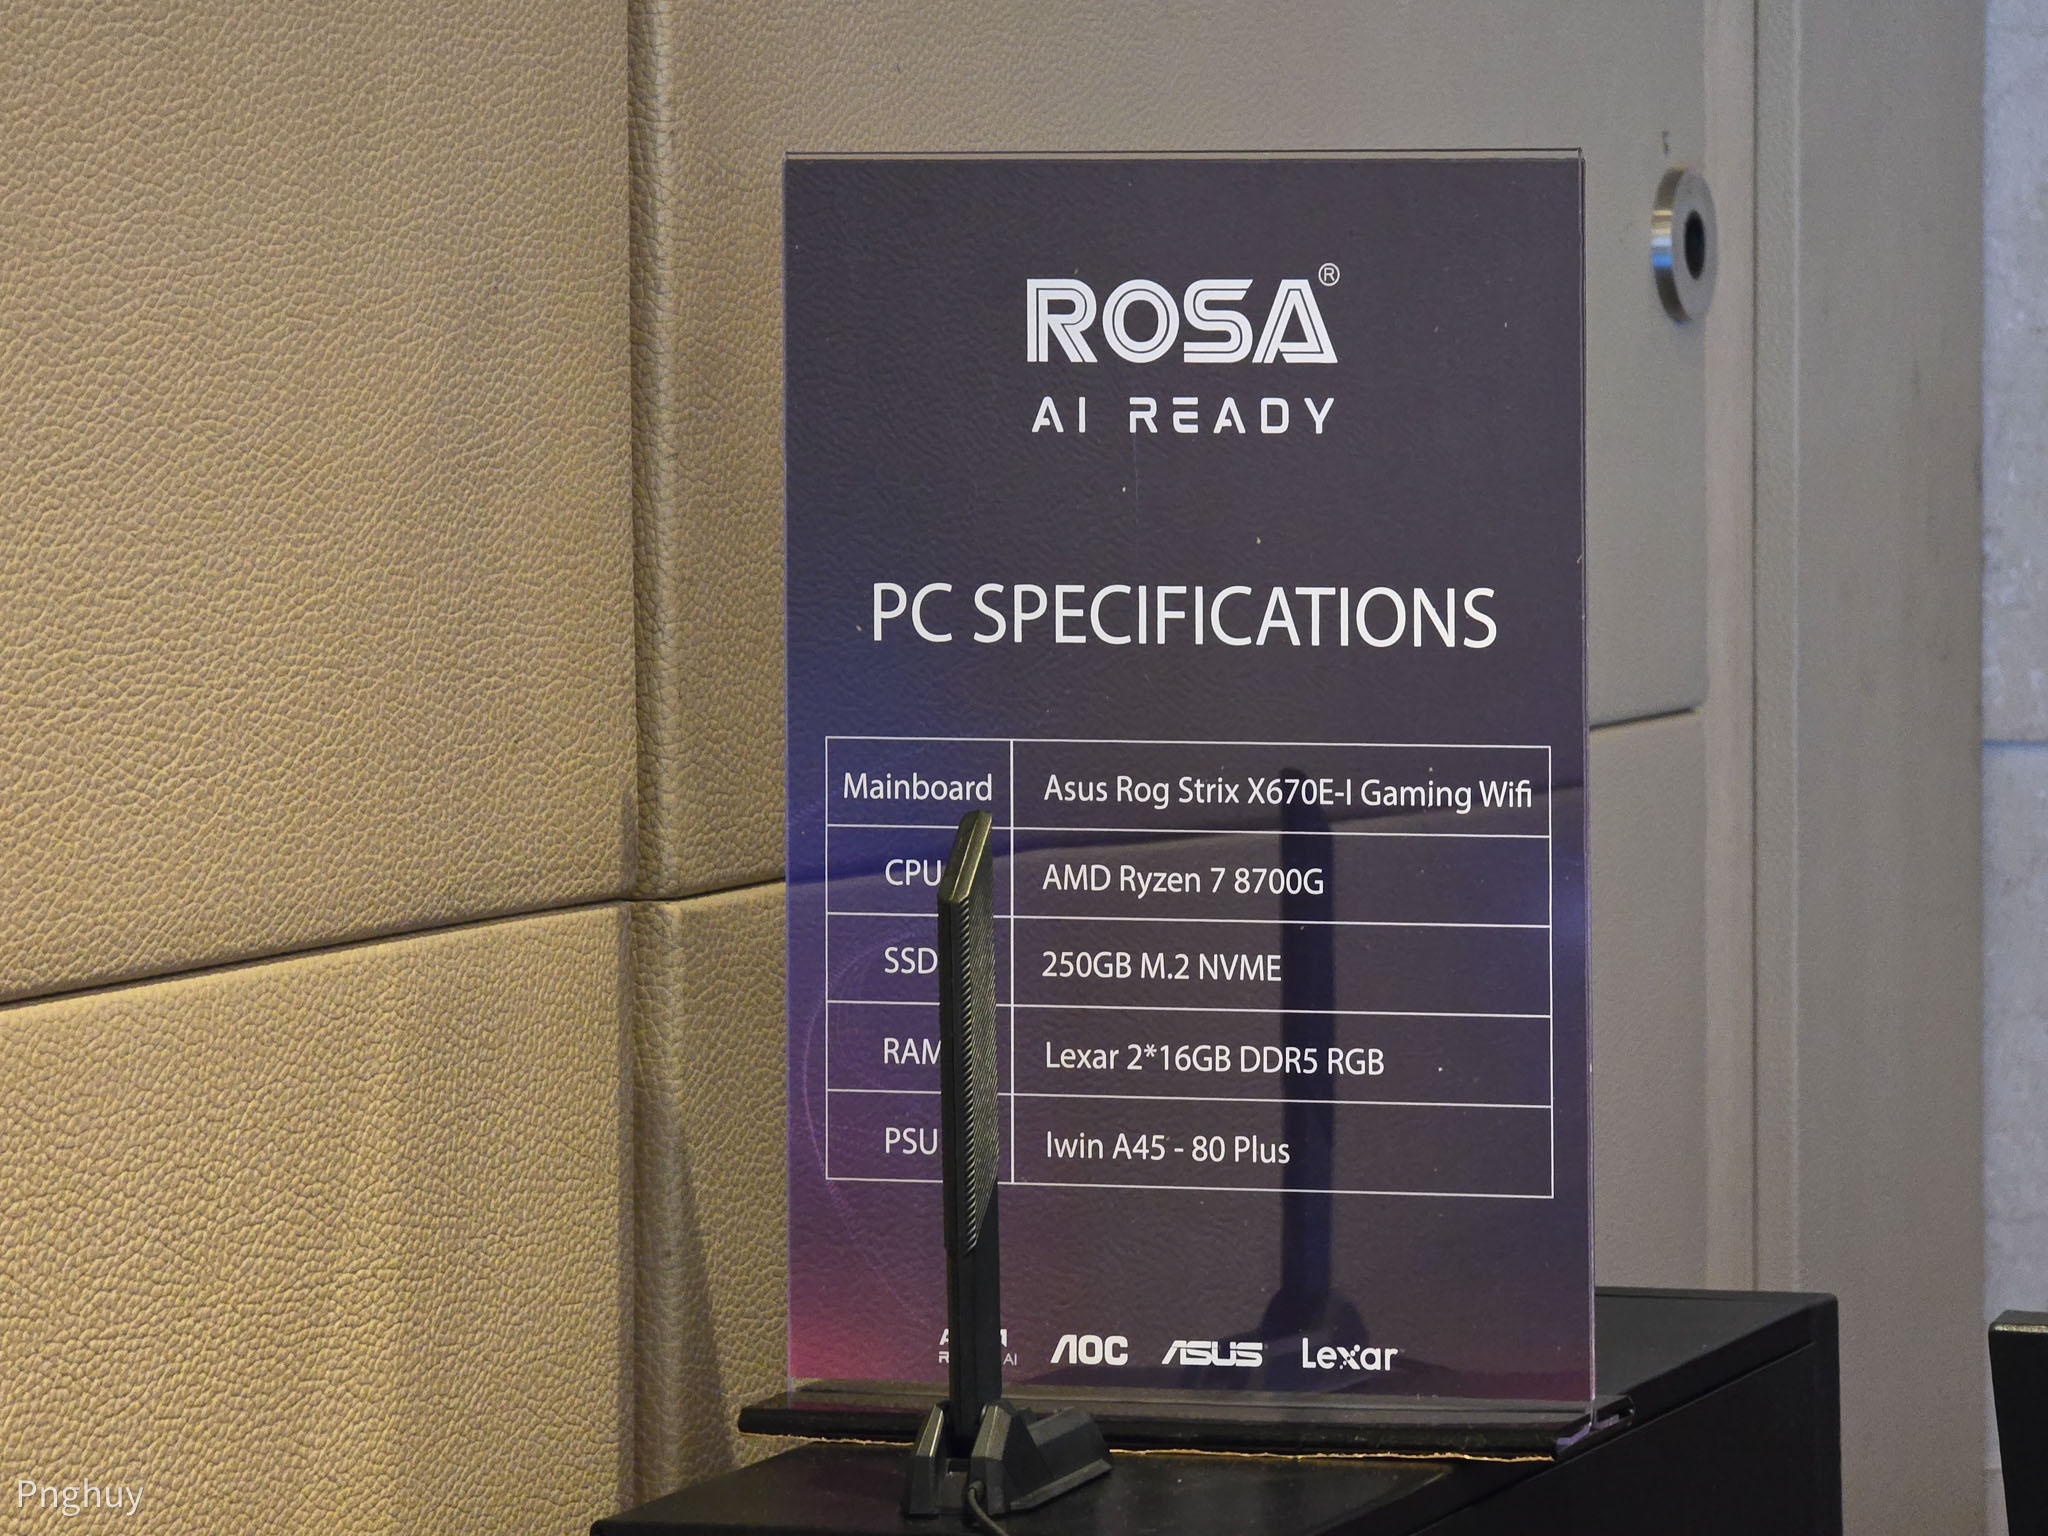 ROSA®
AI READY
PC SPECIFICATIONS
Mainboard Asus Rog Strix X670E-I Gaming Wifi
CPU AMD Ryzen 7 8700G
SSD 250GB M.2 NVME
RAM Lexar 2*16GB DDR5 RGB
PSU Iwin A45 - 80 Plus
AOC ASUS Lexar
Pnghuy